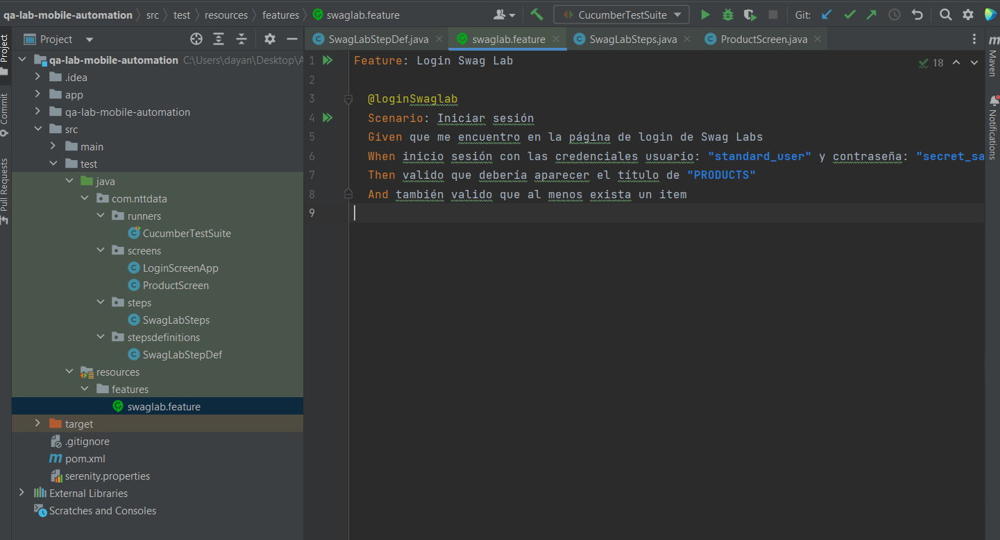 qa-lab-mobile-automation src test resources features swaglab.feature CucumberTestSuite Git:
Project SwagLabStepDef.java swaglab.feature SwagLabSteps.java ProductScreen.java
Project
Commit
Pull Requests
qa-lab-mobile-automation C:\Users\dayan\Desktop\A
.idea
app
qa-lab-mobile-automation
src
main
test
java
com.nttdata
runners
CucumberTestSuite
screens
LoginScreenApp
ProductScreen
steps
SwagLabSteps
stepsdefinitions
SwagLabStepDef
resources
features
swaglab.feature
target
.gitignore
pom.xml
serenity.properties
External Libraries
Scratches and Consoles
1 Feature: Login Swag Lab
2
3 @loginSwaglab
4 Scenario: Iniciar sesión
5 Given que me encuentro en la página de login de Swag Labs
6 When inicio sesión con las credenciales usuario: "standard_user" y contraseña: "secret_sa
7 Then valido que debería aparecer el título de "PRODUCTS"
8 And también valido que al menos exista un item
9
18
Maven
Notifications